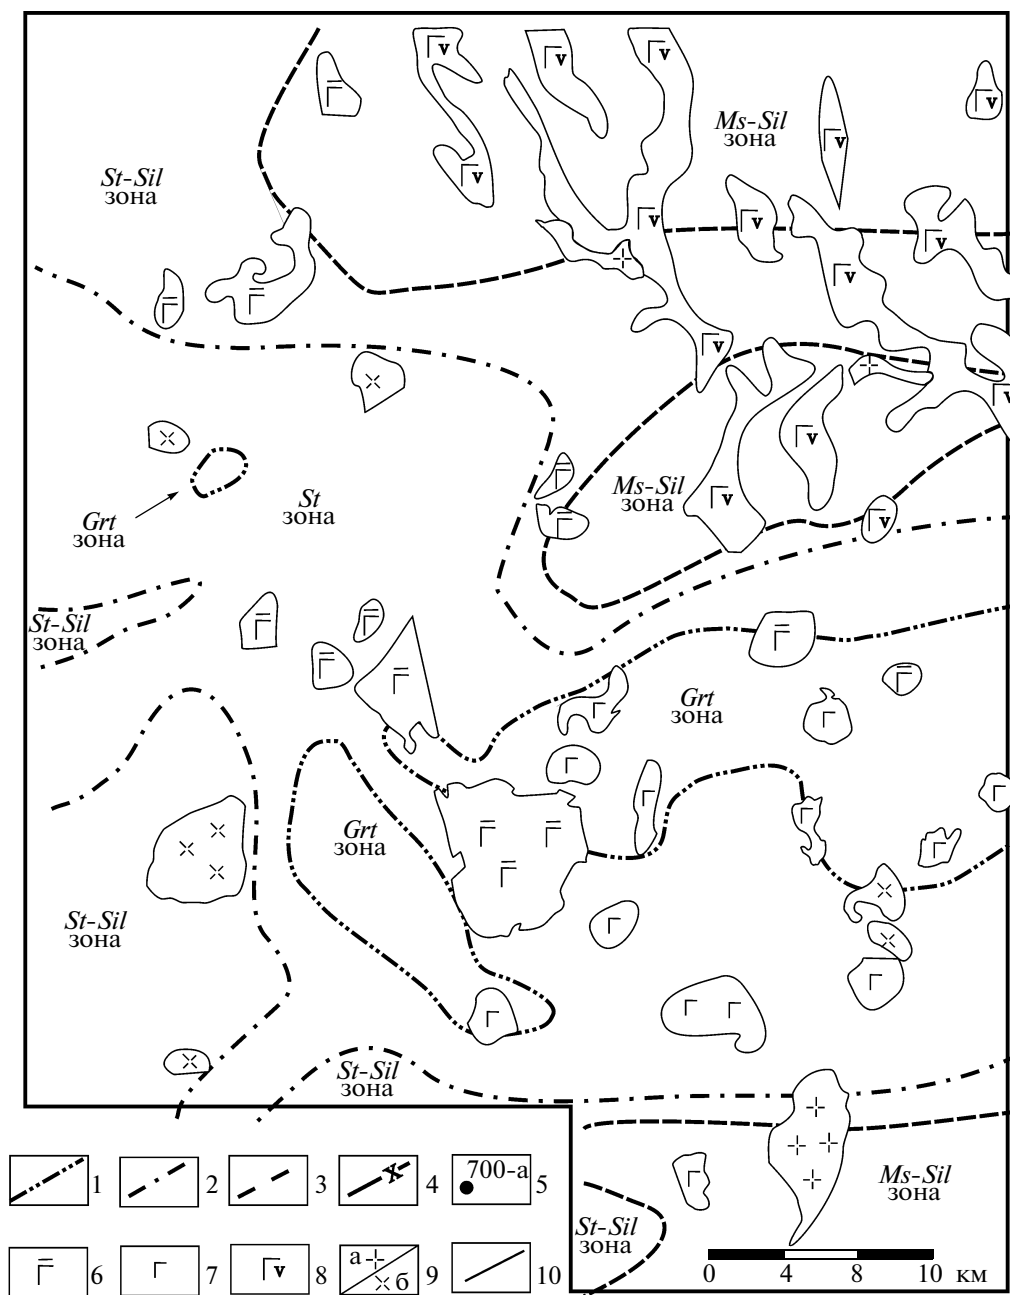 Ms-Sil
зона
St-Sil
зона
St
Ms-Sil
зона
Grt
зона
St-Sil
зона
Grt
зона
Grt
зона
St-Sil
зона
St-Sil
зона
Ms-Sil
зона
St-Sil
зона
1
2
3
x
4
700-а
5
6
7
v
8
а
б
9
10
0 4 8 10 км